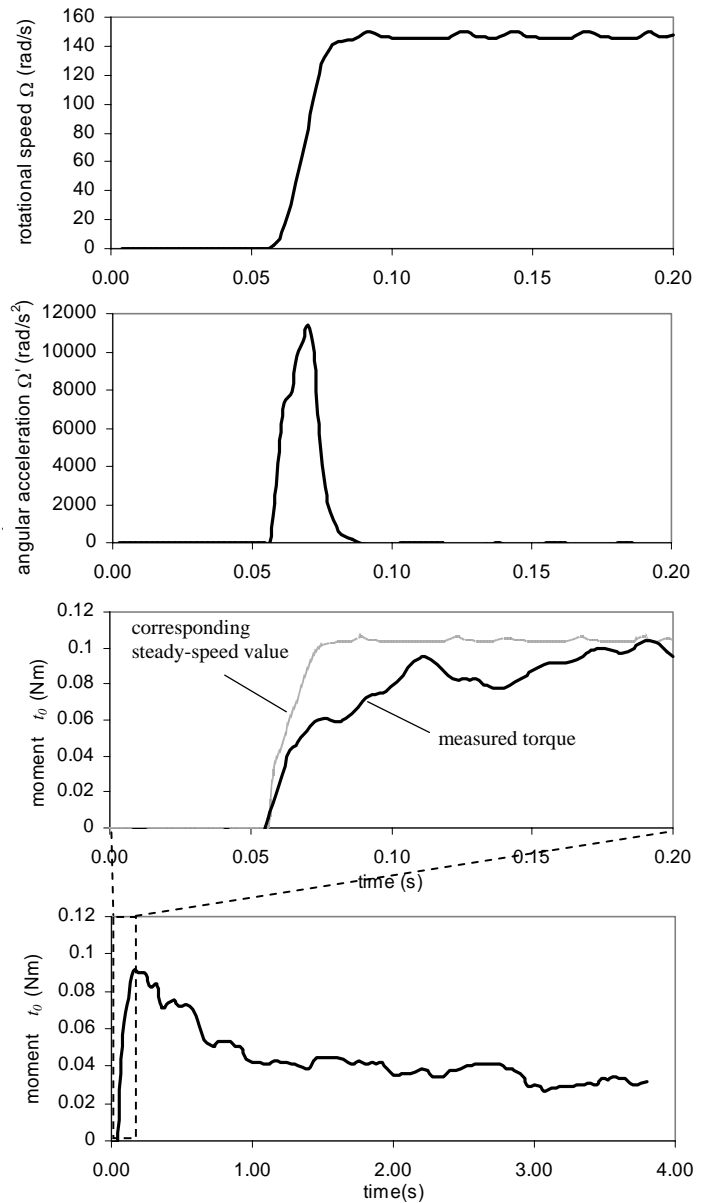 rotational speed Ω (rad/s)
160
140
120
100
80
60
40
20
0
0.00 0.05 0.10 0.15 0.20
angular acceleration Ω' (rad/s²)
12000
10000
8000
6000
4000
2000
0
0.00 0.05 0.10 0.15 0.20
moment t₀ (Nm)
0.12
0.1
0.08
0.06
0.04
0.02
0
corresponding
steady-speed value
measured torque
0.00 0.05 0.10 0.15 0.20
time (s)
moment t₀ (Nm)
0.12
0.1
0.08
0.06
0.04
0.02
0
0.00 1.00 2.00 3.00 4.00
time(s)